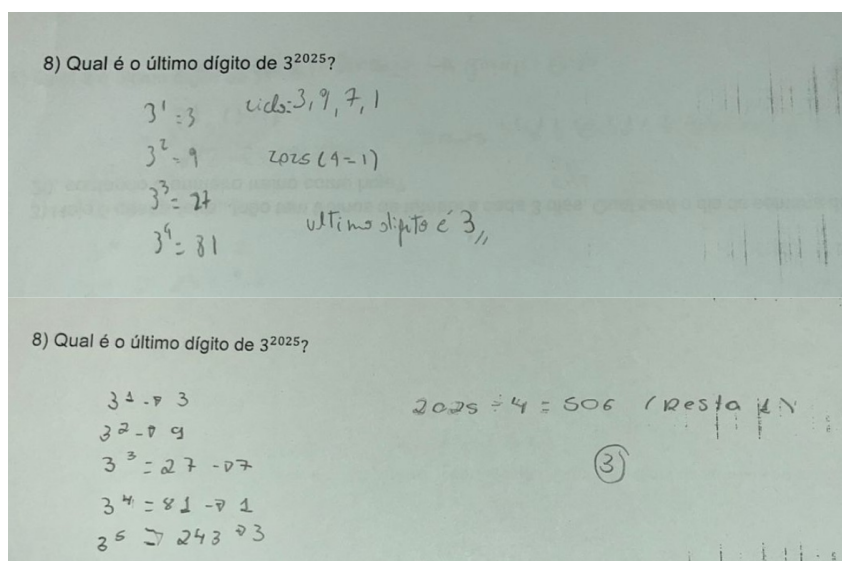 8) Qual é o último dígito de 3²⁰²⁵?
3¹ = 3 ciclo: 3, 9, 7, 1
3² = 9 2025 (4 = 1)
3³ = 27
3⁴ = 81 ultimo dígito é 3,,
8) Qual é o último dígito de 3²⁰²⁵?
3¹ → 3 2025 ÷ 4 = 506 (Resta 1)
3² → 9
3³ = 27 → 7 3
3⁴ = 81 → 1
3⁵ → 243 → 3